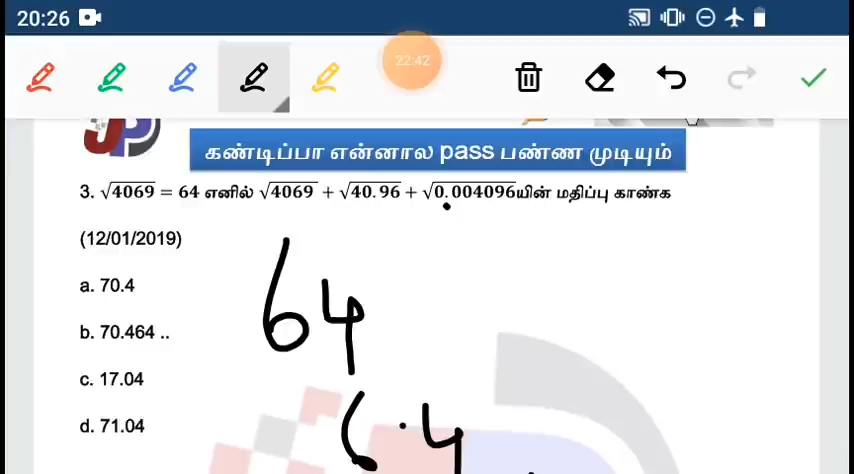 20:26
22:42
JP
கண்டிப்பா என்னால pass பண்ண முடியும்
3. √4069 = 64 எனில் √4069 + √40.96 + √0.004096யின் மதிப்பு காண்க
(12/01/2019)
a. 70.4
b. 70.464 ..
c. 17.04
d. 71.04
64
6.4